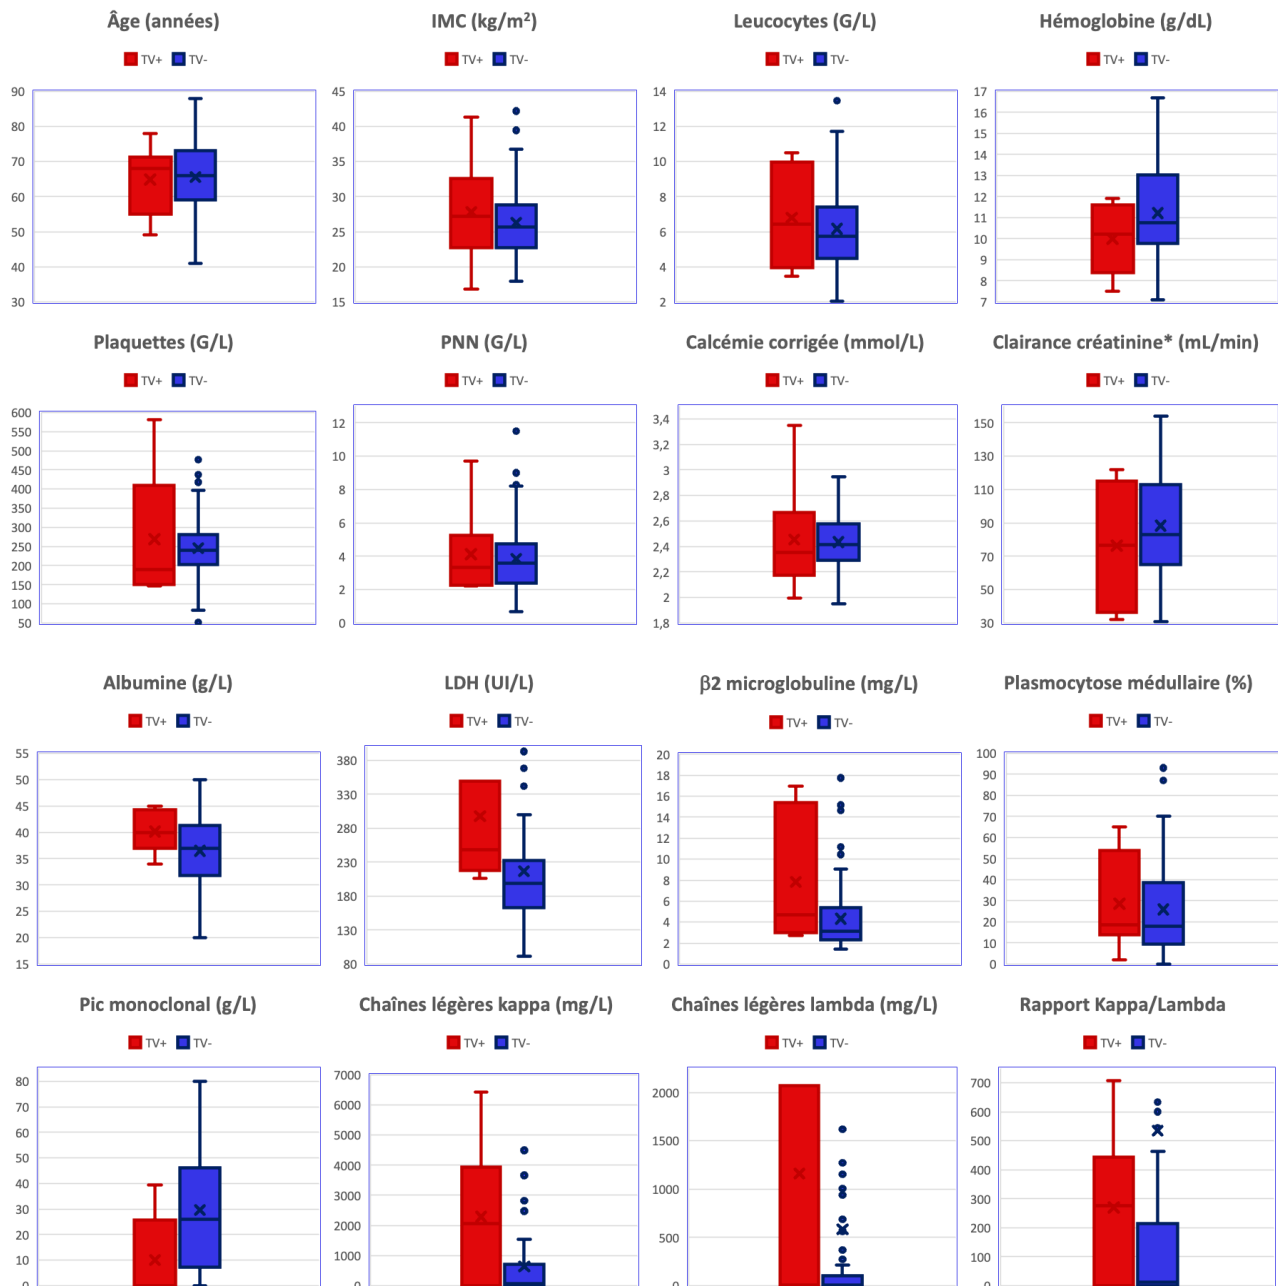 Âge (années) IMC (kg/m²) Leucocytes (G/L) Hémoglobine (g/dL)
TV+ TV- TV+ TV- TV+ TV- TV+ TV-
90 45 14 17
16
80 40 12 15
70 35 10 14
13
60 30 8 12
11
50 25 6 10
9
40 20 4 8
30 15 2 7
Plaquettes (G/L) PNN (G/L) Calcémie corrigée (mmol/L) Clairance créatinine* (mL/min)
TV+ TV- TV+ TV- TV+ TV- TV+ TV-
600 12 3,4 150
550 3,2
500 10 3 130
450
400 8 2,8 110
350
300 6 2,6 90
250
200 4 2,4 70
150 2,2
100 2 2 50
50 0 1,8 30
Albumine (g/L) LDH (UI/L) β2 microglobuline (mg/L) Plasmocytose médullaire (%)
TV+ TV- TV+ TV- TV+ TV- TV+ TV-
55 380 20 100
50 18 90
45 330 16 80
14 70
40 280 12 60
35 230 10 50
8 40
30 180 6 30
25 4 20
20 130 2 10
15 80 0 0
Pic monoclonal (g/L) Chaînes légères kappa (mg/L) Chaînes légères lambda (mg/L) Rapport Kappa/Lambda
TV+ TV- TV+ TV- TV+ TV- TV+ TV-
80 7000 2000 700
70 6000 600
60 5000 1500 500
50 4000 400
40 3000 1000 300
30 2000 200
20 1000 500 100
10
0 0 0 0